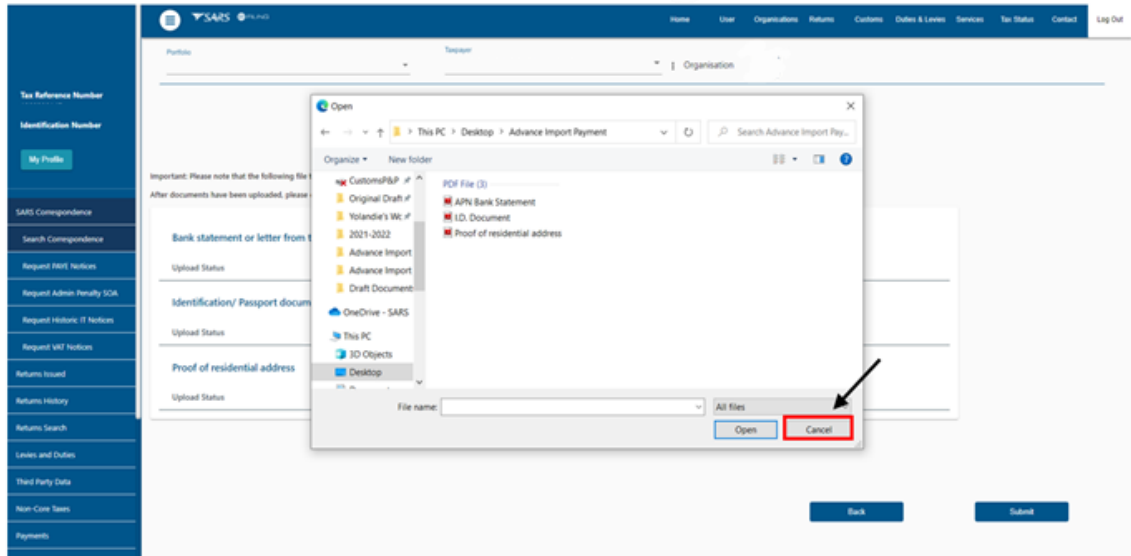 SARS eFILING
Home User Organisations Returns Customs Duties & Levies Services Tax Status Contact Log Out
Portfolio
Taxpayer
Organisation
Tax Reference Number
Identification Number
My Profile
SARS Correspondence
Search Correspondence
Request PAYE Notices
Request Admin Penalty SOA
Request Historic IT Notices
Request VAT Notices
Returns Issued
Returns History
Returns Search
Levies and Duties
Third Party Data
Non-Core Taxes
Payments
Important: Please note that the following file t
After documents have been uploaded, please
Bank statement or letter from t
Upload Status
Identification/ Passport docum
Upload Status
Proof of residential address
Upload Status
Open
This PC > Desktop > Advance Import Payment
Search Advance Import Pay...
Organize New folder
CustomsP&P
Original Draft
Yolandie's Wc
2021-2022
Advance Import
Advance Import
Draft Document
OneDrive - SARS
This PC
3D Objects
Desktop
PDF File (3)
APN Bank Statement
I.D. Document
Proof of residential address
File name:
All files
Open Cancel
Back Submit